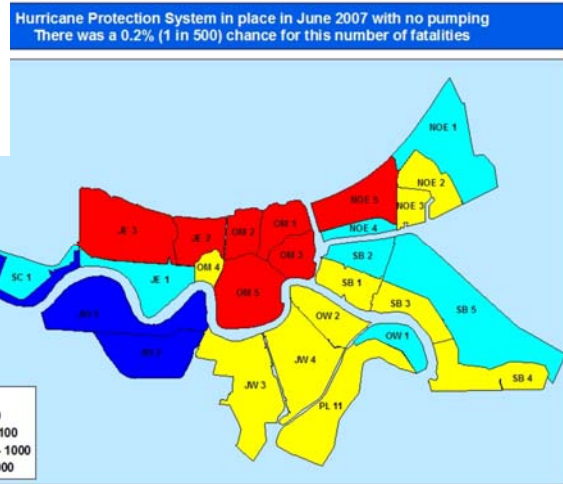 Hurricane Protection System in place in June 2007 with no pumping
There was a 0.2% (1 in 500) chance for this number of fatalities
NOE 1
NOE 2
NOE 5
NOE 3
JE 3
JE 2
OM 2
OM 3
NOE 4
OM 4
SB 2
SC 1
JE 1
OM 5
SB 1
SB 3
SB 5
OW 2
OW 1
JW 4
JW 3
SB 4
PL 11
100
1000